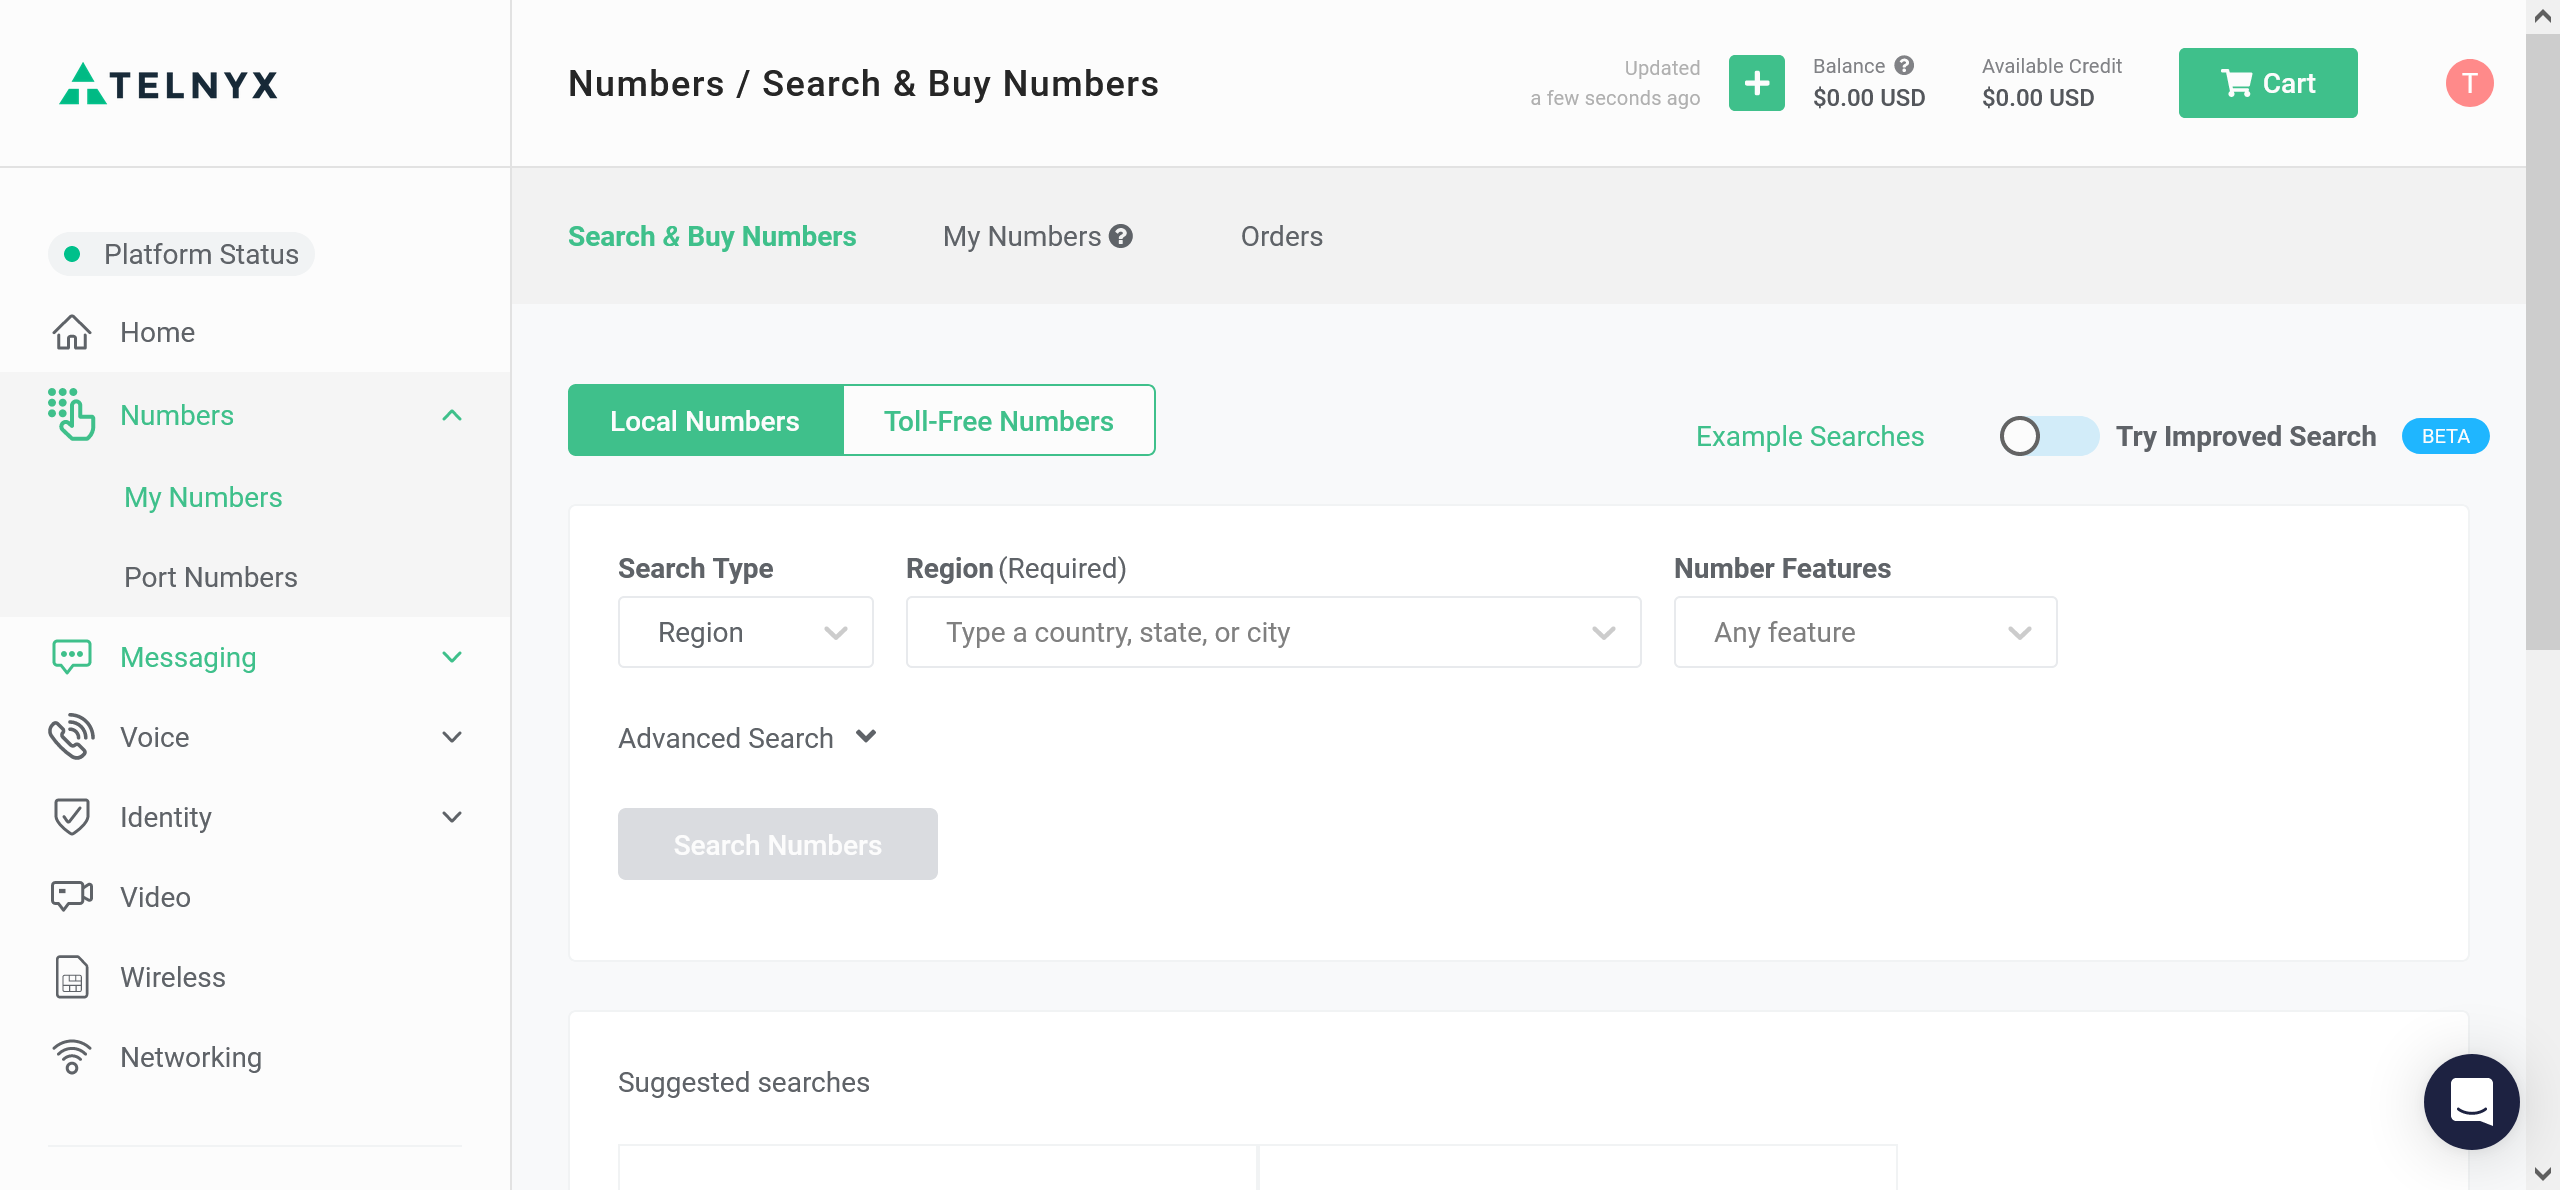 TELNYX
Numbers / Search & Buy Numbers
Updated
a few seconds ago
Balance
$0.00 USD
Available Credit
$0.00 USD
Cart
T
Platform Status
Home
Numbers
My Numbers
Port Numbers
Messaging
Voice
Identity
Video
Wireless
Networking
Search & Buy Numbers
My Numbers
Orders
Local Numbers
Toll-Free Numbers
Example Searches
Try Improved Search
BETA
Search Type
Region (Required)
Number Features
Region
Type a country, state, or city
Any feature
Advanced Search
Search Numbers
Suggested searches